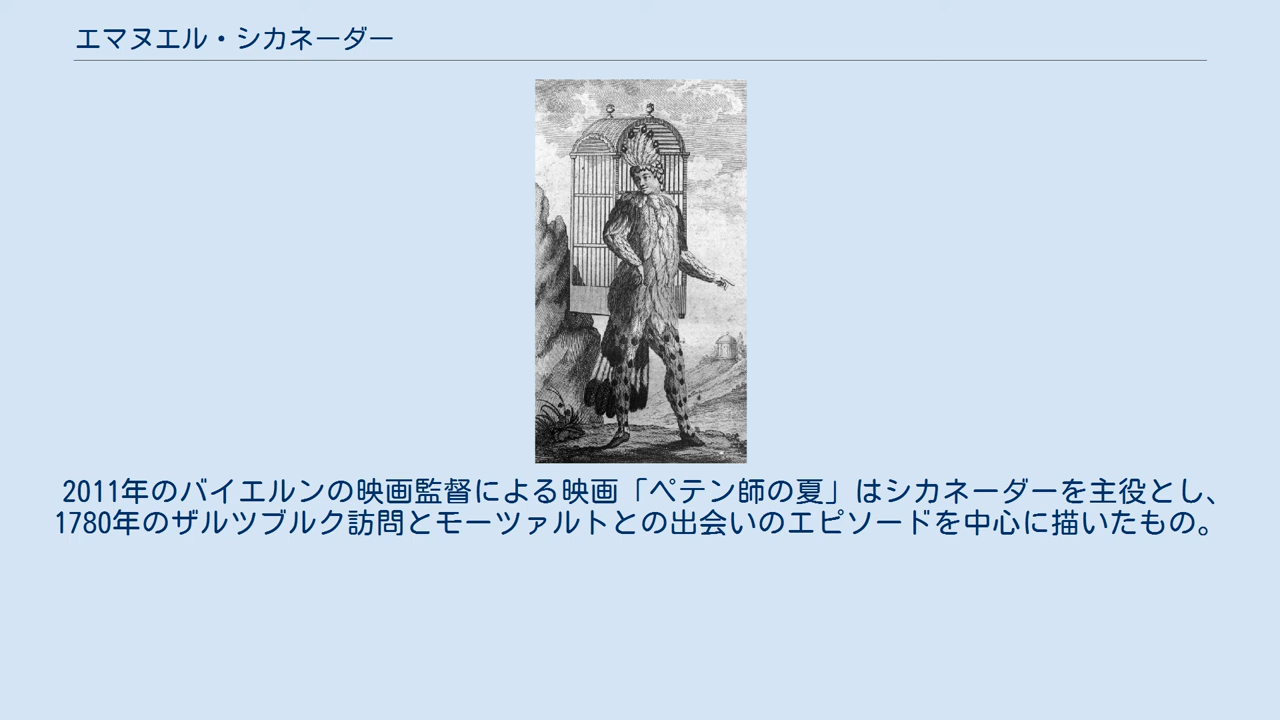 エマヌエル・シカネーダー
2011年のバイエルンの映画監督による映画「ペテン師の夏」はシカネーダーを主役とし、
1780年のザルツブルク訪問とモーツァルトとの出会いのエピソードを中心に描いたもの。